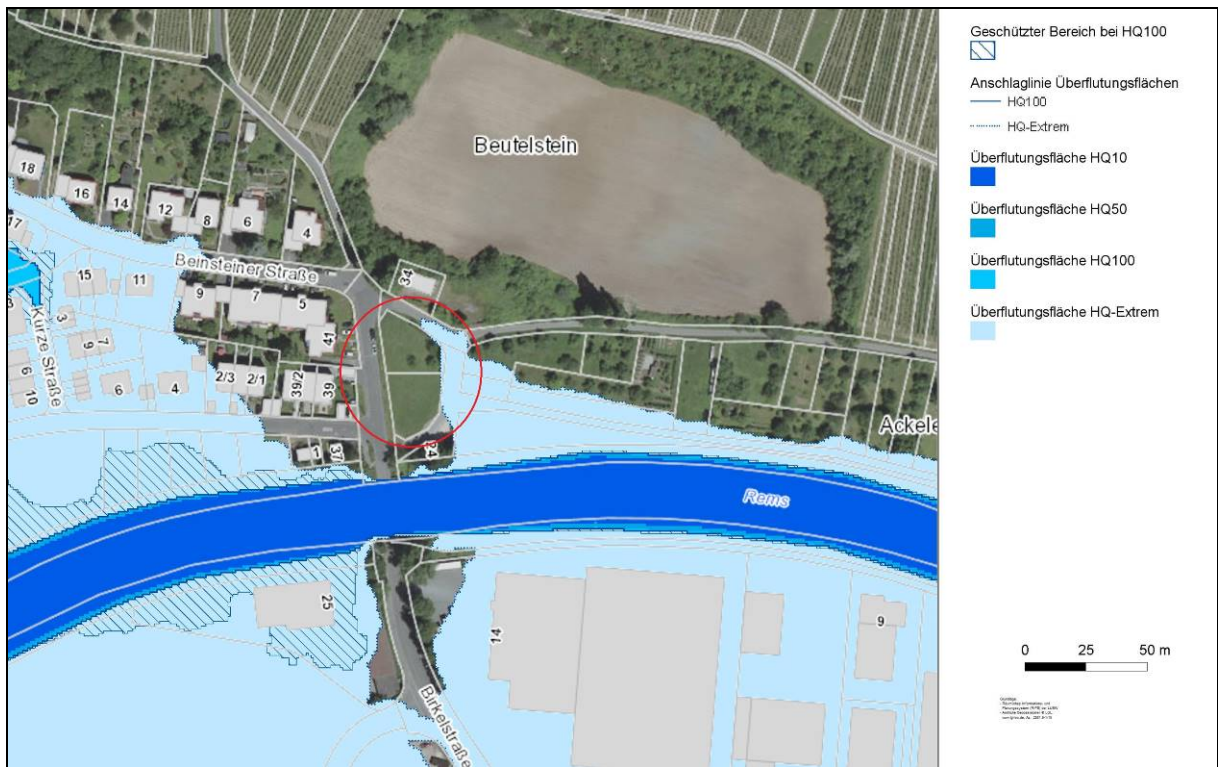 Geschützter Bereich bei HQ100
Anschlaglinie Überflutungsflächen
HQ100
HQ-Extrem
Überflutungsfläche HQ10
Überflutungsfläche HQ50
Überflutungsfläche HQ100
Überflutungsfläche HQ-Extrem
0 25 50 m
Beutelstein
18
16
14
12
8
6
4
34
17
Beinsteiner Straße
15
11
9
7
5
41
3
Kurze Straße
9
7
6
10
6
4
2/3
2/1
39/2
39
1
37
24
Ackele
Rems
25
14
9
Birkelstraße